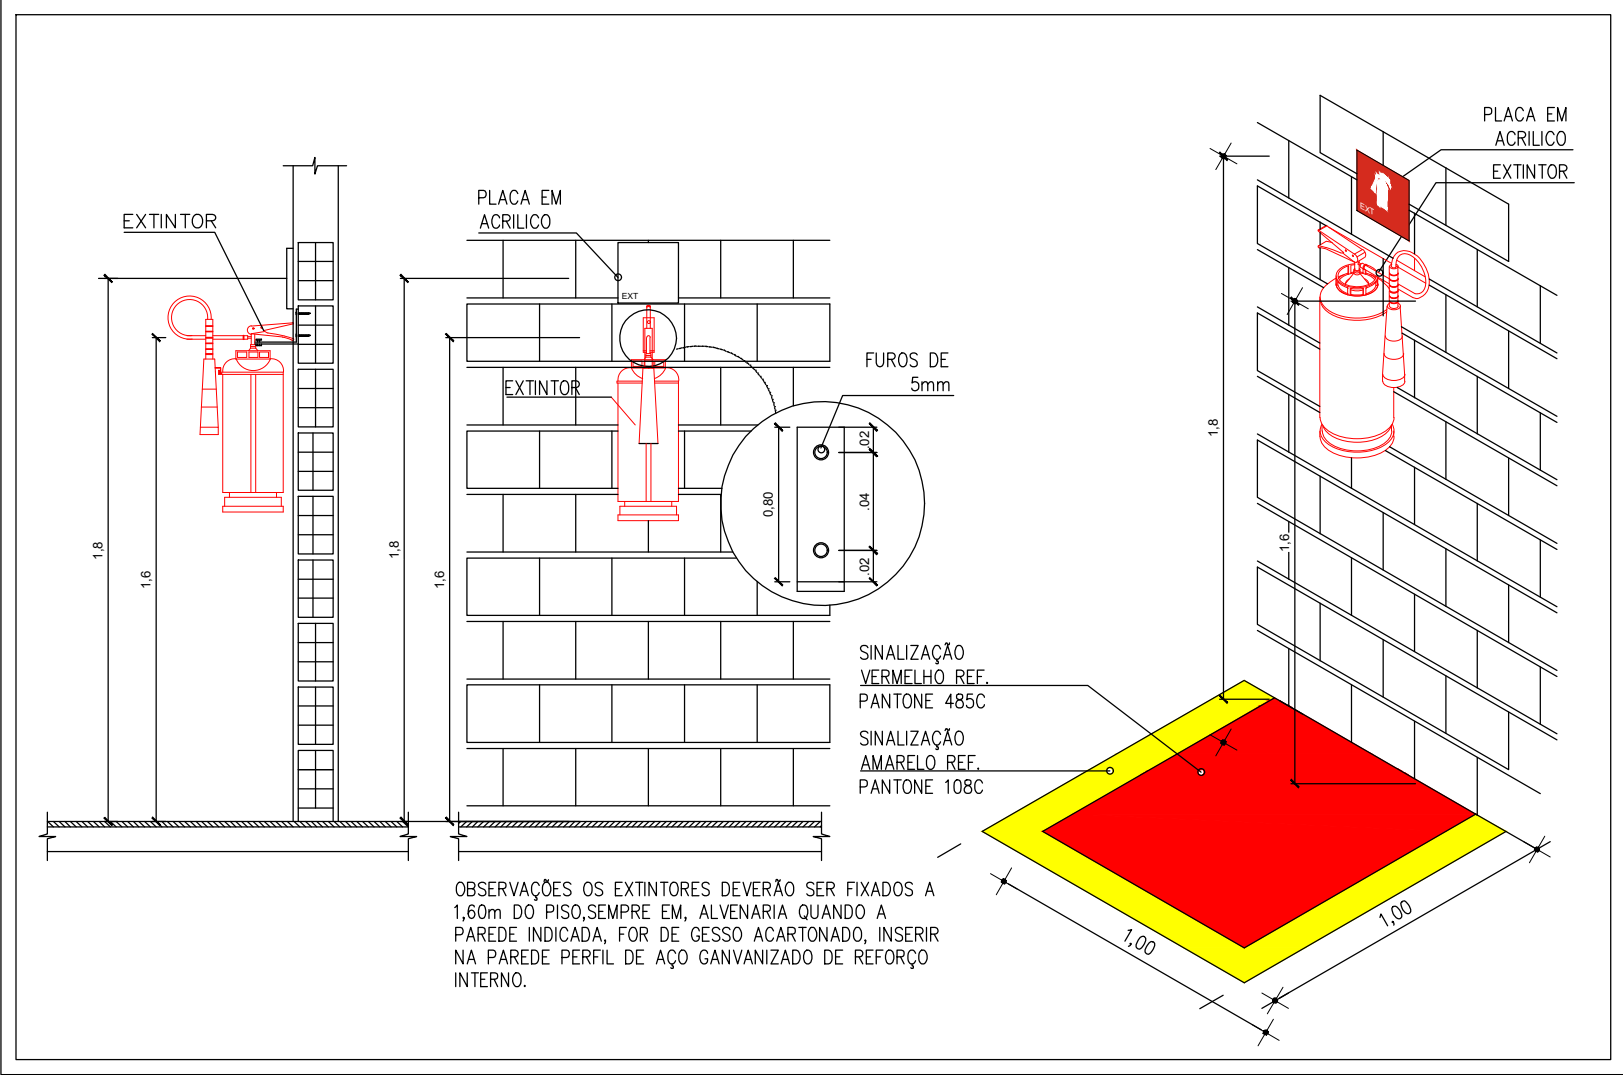 EXTINTOR
1,8
1,6
PLACA EM
ACRILICO
EXT
EXTINTOR
1,8
1,6
FUROS DE
5mm
0,80
.02
.04
.02
PLACA EM
ACRILICO
EXTINTOR
EXT
1,8
1,6
SINALIZAÇÃO
VERMELHO REF.
PANTONE 485C
SINALIZAÇÃO
AMARELO REF.
PANTONE 108C
1,00
1,00
OBSERVAÇÕES OS EXTINTORES DEVERÃO SER FIXADOS A
1,60m DO PISO,SEMPRE EM, ALVENARIA QUANDO A
PAREDE INDICADA, FOR DE GESSO ACARTONADO, INSERIR
NA PAREDE PERFIL DE AÇO GANVANIZADO DE REFORÇO
INTERNO.